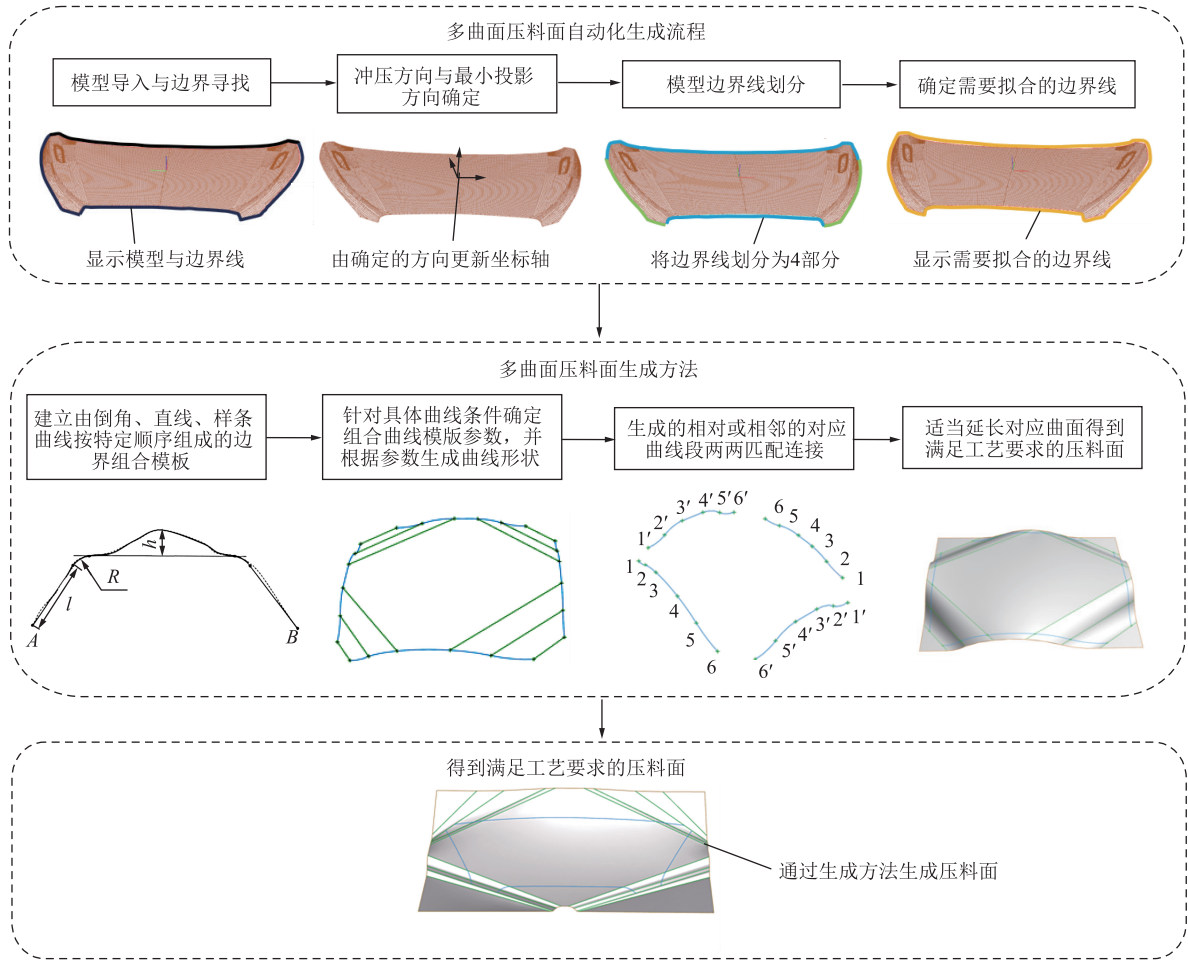 多曲面压料面自动化生成流程
模型导入与边界寻找
冲压方向与最小投影
方向确定
模型边界线划分
确定需要拟合的边界线
显示模型与边界线
由确定的方向更新坐标轴
将边界线划分为4部分
显示需要拟合的边界线
多曲面压料面生成方法
建立由倒角、直线、样条
曲线按特定顺序组成的边
界组合模板
针对具体曲线条件确定
组合曲线模版参数，并
根据参数生成曲线形状
生成的相对或相邻的对应
曲线段两两匹配连接
适当延长对应曲面得到
满足工艺要求的压料面
h
R
l
A
B
1′
2′
3′
4′
5′
6′
6
5
4
3
2
1
1
2
3
4
5
6
1′
2′
3′
4′
5′
6′
得到满足工艺要求的压料面
通过生成方法生成压料面